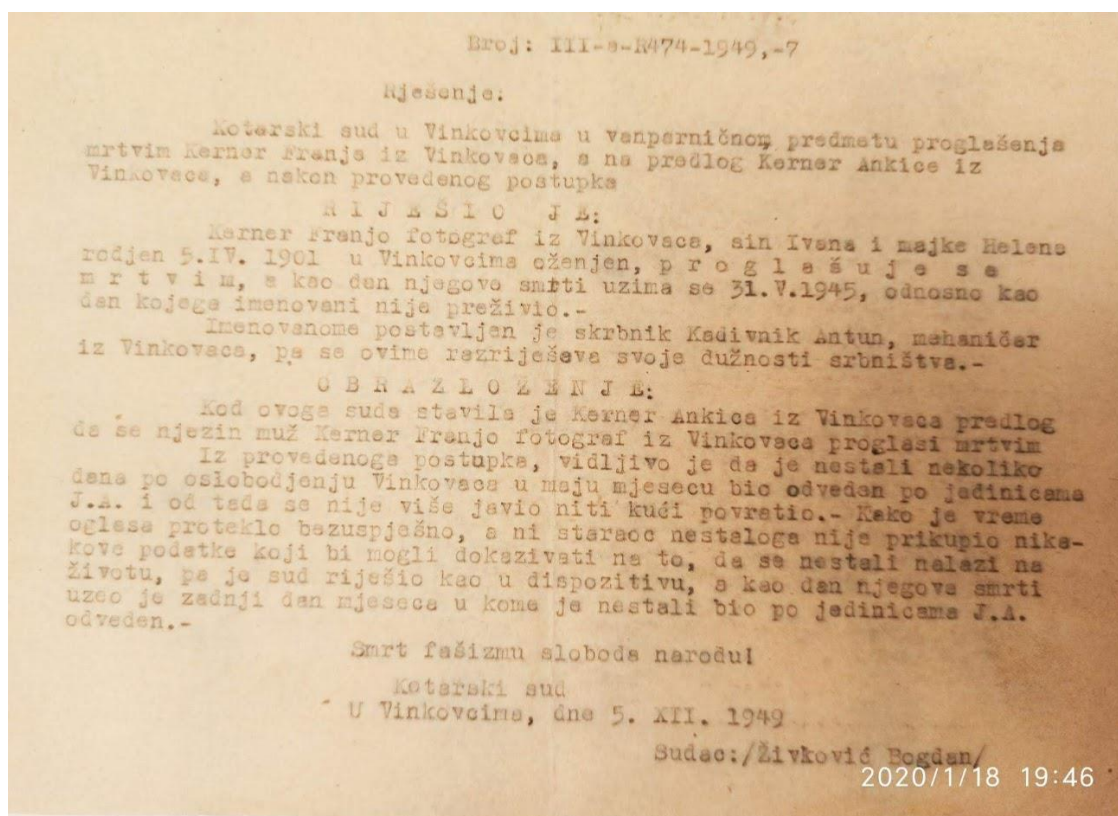 Broj: III-s-R474-1949,-7
Rješenje:
Kotarski sud u Vinkovcima u vanparničnom predmetu proglašenja
mrtvim Kerner Franje iz Vinkovaca, a na predlog Kerner Ankice iz
Vinkovaca, a nakon provedenog postupka
R I J E Š I O J E:
Kerner Franjo fotograf iz Vinkovaca, sin Ivana i majke Helene
rodjen 5.IV. 1901 u Vinkovcima oženjen, p r o g l a š u j e s e
m r t v i m, a kao dan njegove smrti uzima se 31.V.1945, odnosno kao
dan kojega imenovani nije preživio.-
Imenovanome postavljen je skrbnik Kadivnik Antun, mehaničar
iz Vinkovaca, pa se ovime razriješava svoje dužnosti srbništva.-
O B R A Z L O Ž E N J E:
Kod ovoga suda stavila je Kerner Ankica iz Vinkovaca predlog
da se njezin muž Kerner Franjo fotograf iz Vinkovaca proglasi mrtvim
Iz provedenoga postupka, vidljivo je da je nestali nekoliko
dana po oslobodjenju Vinkovaca u maju mjesecu bio odveden po jedinicama
J.A. i od tada se nije više javio niti kući povratio.- Kako je vreme
oglasa proteklo bezuspješno, a ni staraoc nestaloga nije prikupio nika-
kove podatke koji bi mogli dokazivati na to, da se nestali nalazi na
životu, pa je sud riješio kao u dispozitivu, a kao dan njegove smrti
uzeo je zadnji dan mjeseca u kome je nestali bio po jedinicama J.A.
odveden.-
Smrt fašizmu sloboda narodu!
Kotarski sud
U Vinkovcima, dne 5. XII. 1949
Sudac:/Živković Bogdan/
2020/1/18 19:46